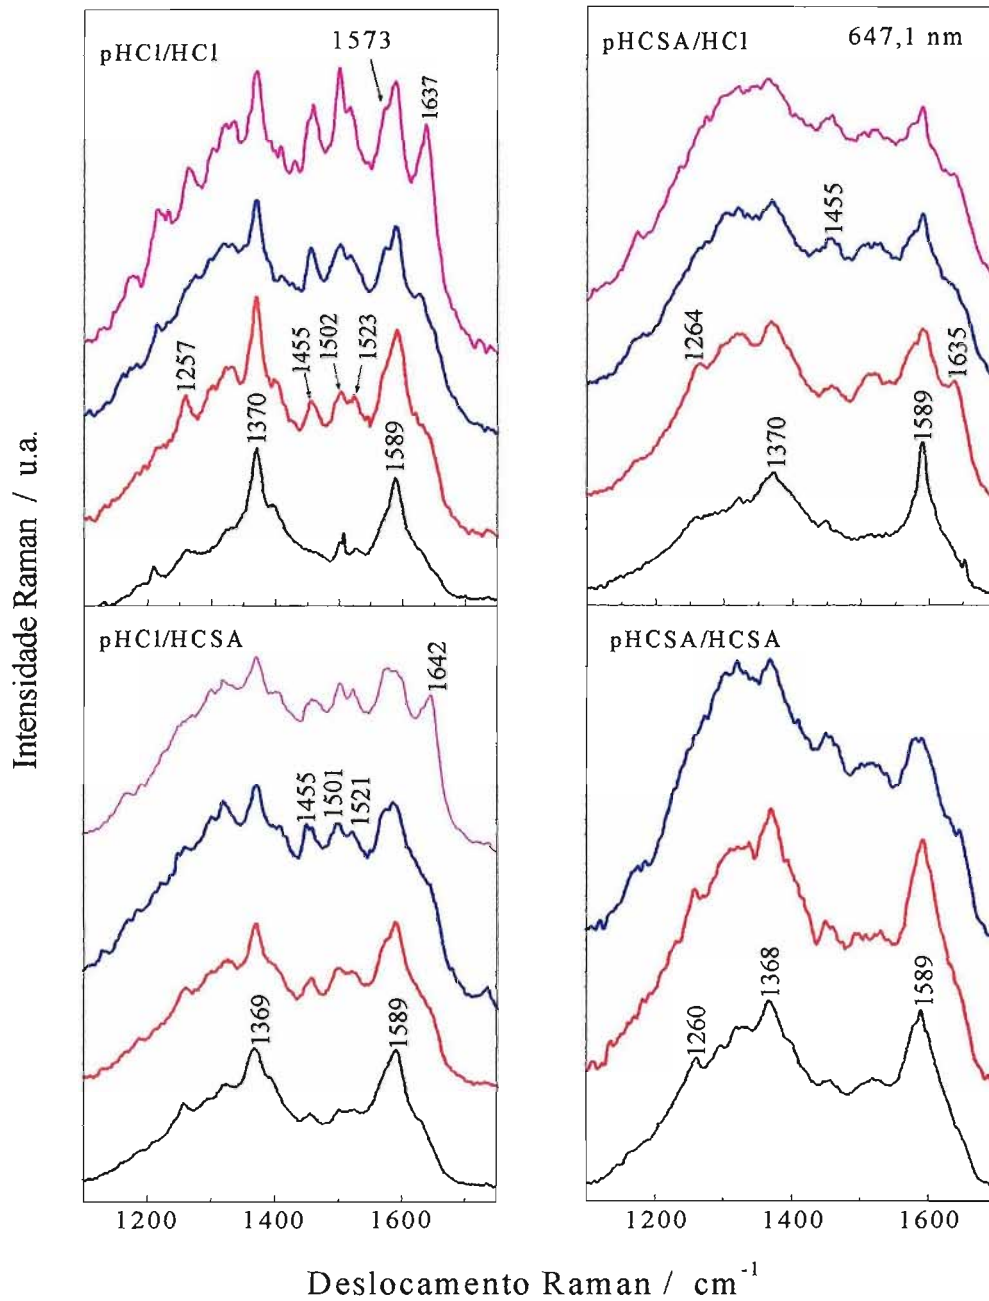 pHCl/HCl
1573
1637
1257
1455
1502
1523
1370
1589
pHCSA/HCl
647,1 nm
1455
1264
1635
1370
1589
pHCl/HCSA
1642
1455
1501
1521
1369
1589
pHCSA/HCSA
1260
1368
1589
Intensidade Raman / u.a.
1200 1400 1600
1200 1400 1600
Deslocamento Raman / cm⁻¹